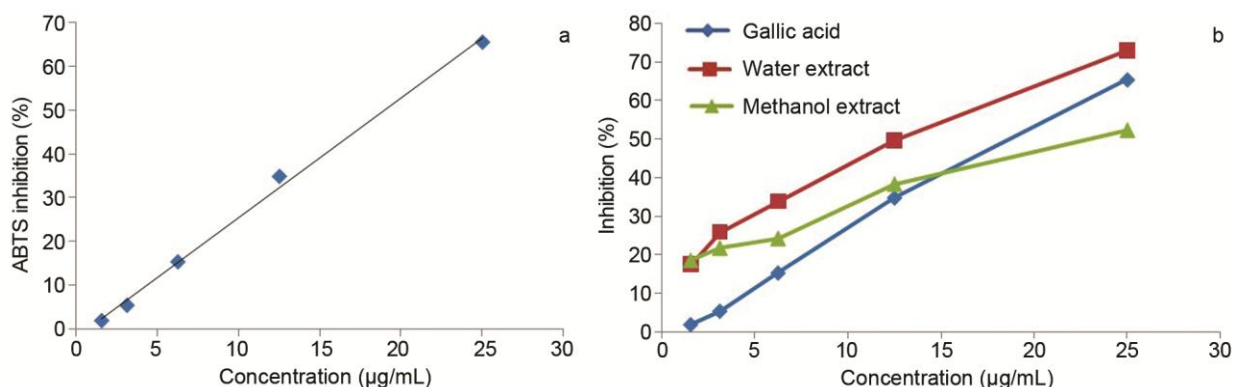 a
ABTS inhibition (%)
70
60
50
40
30
20
10
0
0 5 10 15 20 25 30
Concentration (µg/mL)
b
Gallic acid
Water extract
Methanol extract
Inhibition (%)
80
70
60
50
40
30
20
10
0
0 5 10 15 20 25 30
Concentration (µg/mL)